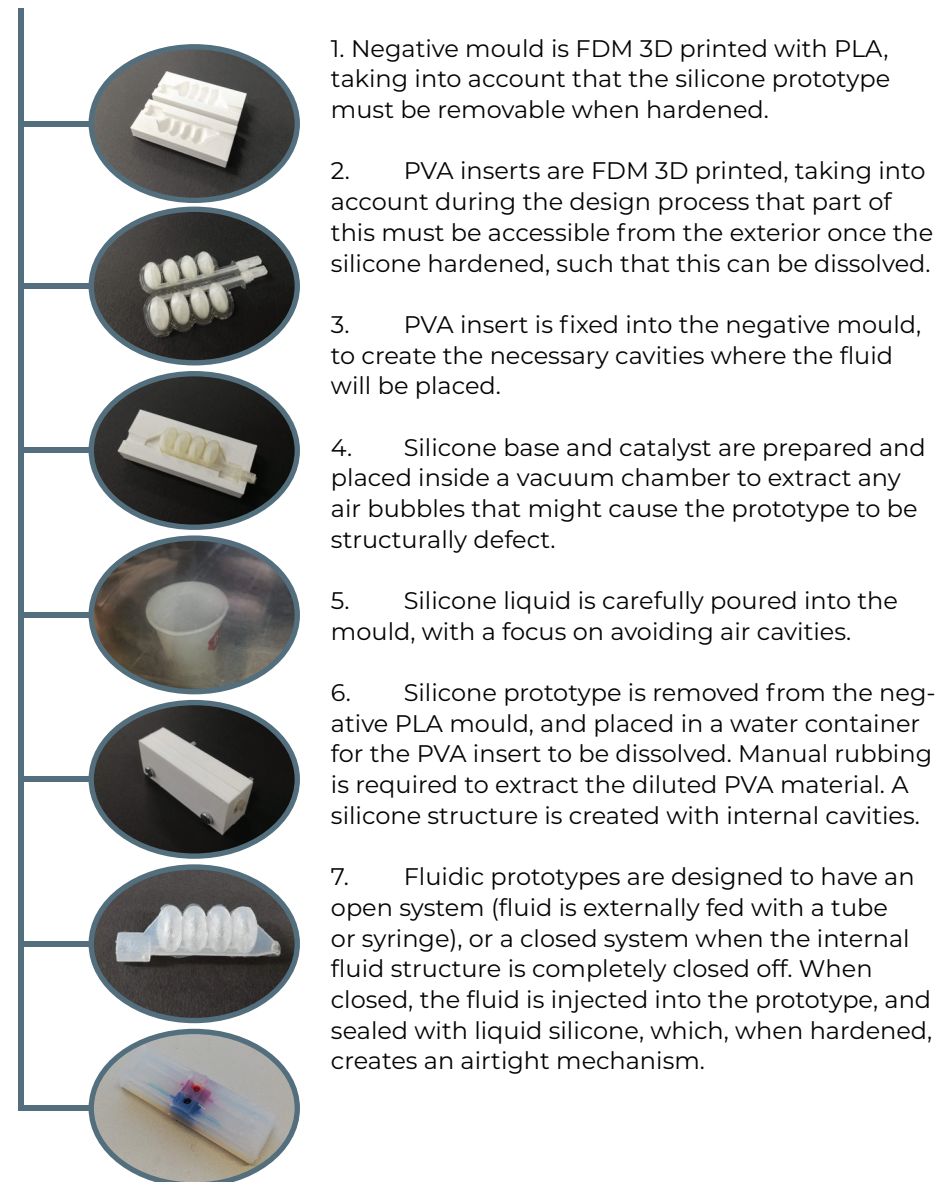 1. Negative mould is FDM 3D printed with PLA,
taking into account that the silicone prototype
must be removable when hardened.
2. PVA inserts are FDM 3D printed, taking into
account during the design process that part of
this must be accessible from the exterior once the
silicone hardened, such that this can be dissolved.
3. PVA insert is fixed into the negative mould,
to create the necessary cavities where the fluid
will be placed.
4. Silicone base and catalyst are prepared and
placed inside a vacuum chamber to extract any
air bubbles that might cause the prototype to be
structurally defect.
5. Silicone liquid is carefully poured into the
mould, with a focus on avoiding air cavities.
6. Silicone prototype is removed from the neg-
ative PLA mould, and placed in a water container
for the PVA insert to be dissolved. Manual rubbing
is required to extract the diluted PVA material. A
silicone structure is created with internal cavities.
7. Fluidic prototypes are designed to have an
open system (fluid is externally fed with a tube
or syringe), or a closed system when the internal
fluid structure is completely closed off. When
closed, the fluid is injected into the prototype, and
sealed with liquid silicone, which, when hardened,
creates an airtight mechanism.